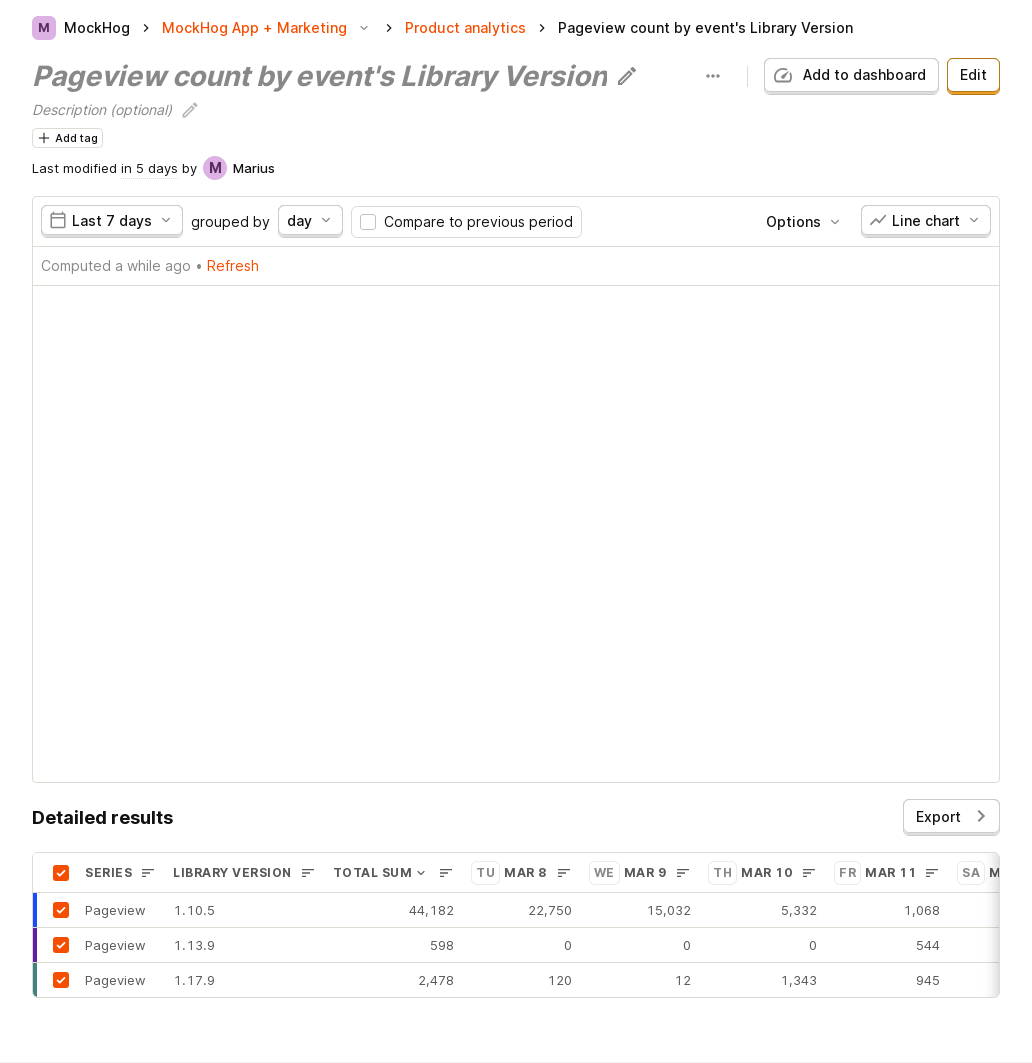 M MockHog MockHog App + Marketing Product analytics Pageview count by event's Library Version
Pageview count by event's Library Version Add to dashboard Edit
Description (optional)
Add tag
Last modified in 5 days by M Marius
Last 7 days grouped by day Compare to previous period Options Line chart
Computed a while ago • Refresh
Detailed results Export
SERIES LIBRARY VERSION TOTAL SUM TU MAR 8 WE MAR 9 TH MAR 10 FR MAR 11 SA
Pageview 1.10.5 44,182 22,750 15,032 5,332 1,068
Pageview 1.13.9 598 0 0 0 544
Pageview 1.17.9 2,478 120 12 1,343 945